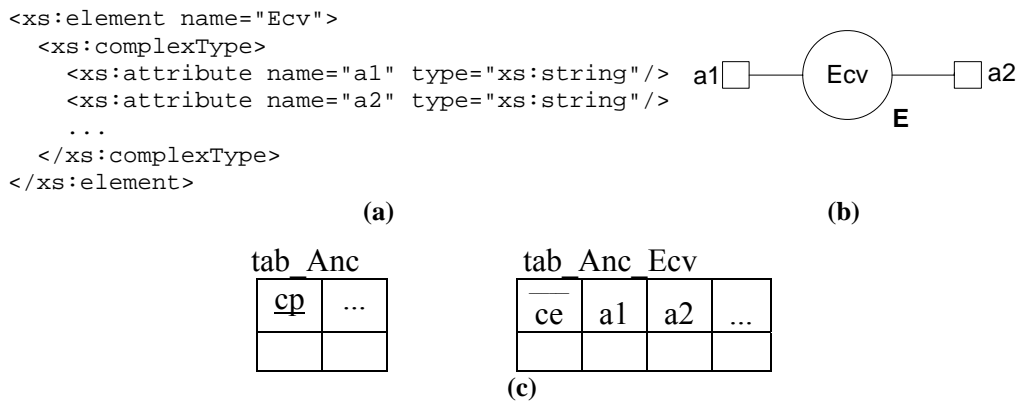 <xs:element name="Ecv">
  <xs:complexType>
    <xs:attribute name="a1" type="xs:string"/>
    <xs:attribute name="a2" type="xs:string"/>
    ...
  </xs:complexType>
</xs:element>
a1 Ecv a2
E
(a) (b)
tab_Anc tab_Anc_Ecv
cp ... ce a1 a2 ...
(c)